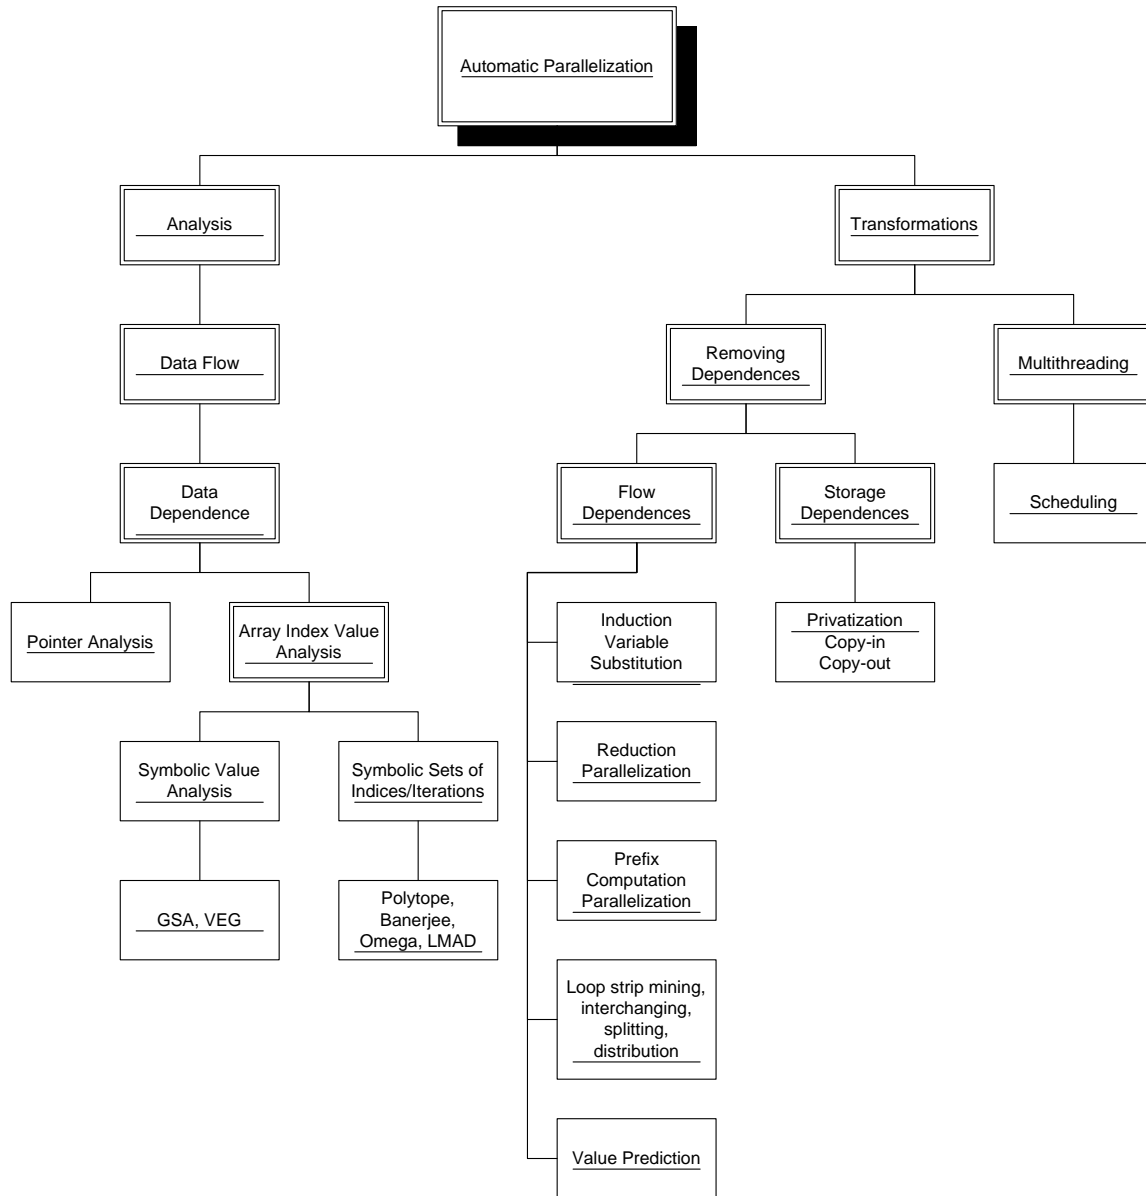 Automatic Parallelization
Analysis
Transformations
Data Flow
Removing
Dependences
Multithreading
Data
Dependence
Flow
Dependences
Storage
Dependences
Scheduling
Pointer Analysis
Array Index Value
Analysis
Induction
Variable
Substitution
Privatization
Copy-in
Copy-out
Symbolic Value
Analysis
Symbolic Sets of
Indices/Iterations
Reduction
Parallelization
GSA, VEG
Polytope,
Banerjee,
Omega, LMAD
Prefix
Computation
Parallelization
Loop strip mining,
interchanging,
splitting,
distribution
Value Prediction